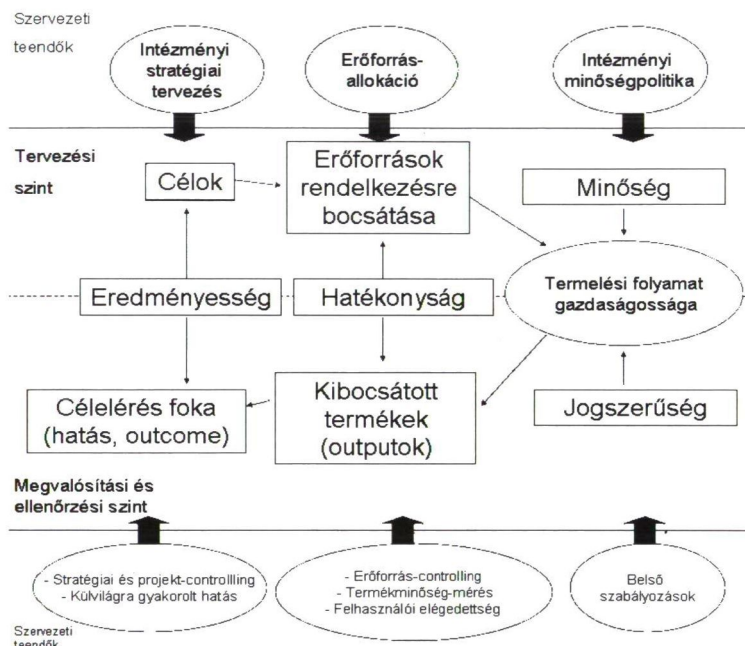 Szervezeti
teendők
Intézményi
stratégiai
tervezés
Erőforrás-
allokáció
Intézményi
minőségpolitika
Tervezési
szint
Célok
Erőforrások
rendelkezésre
bocsátása
Minőség
Eredményesség
Hatékonyság
Termelési folyamat
gazdaságossága
Célelérés foka
(hatás, outcome)
Kibocsátott
termékek
(outputok)
Jogszerűség
Megvalósítási és
ellenőrzési szint
- Stratégiai és projekt-controllling
- Külvilágra gyakorolt hatás
- Erőforrás-controlling
- Termékminőség-mérés
- Felhasználói elégedettség
Belső
szabályozások
Szervezeti
teendők